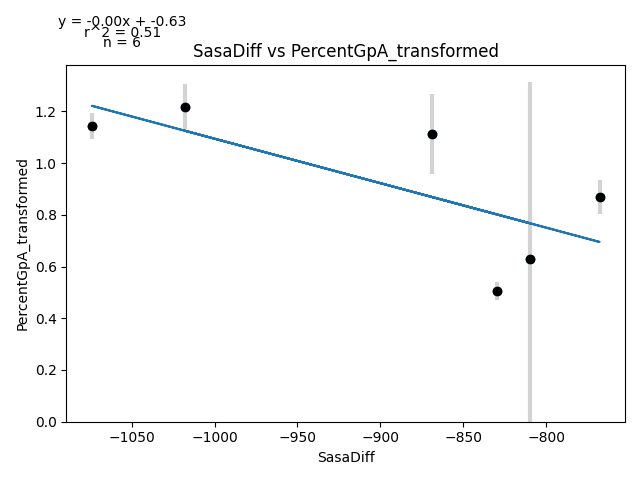 y = -0.00x + -0.63
r^2 = 0.51
n = 6
SasaDiff vs PercentGpA_transformed
PercentGpA_transformed
1.2
1.0
0.8
0.6
0.4
0.2
0.0
−1050 −1000 −950 −900 −850 −800
SasaDiff